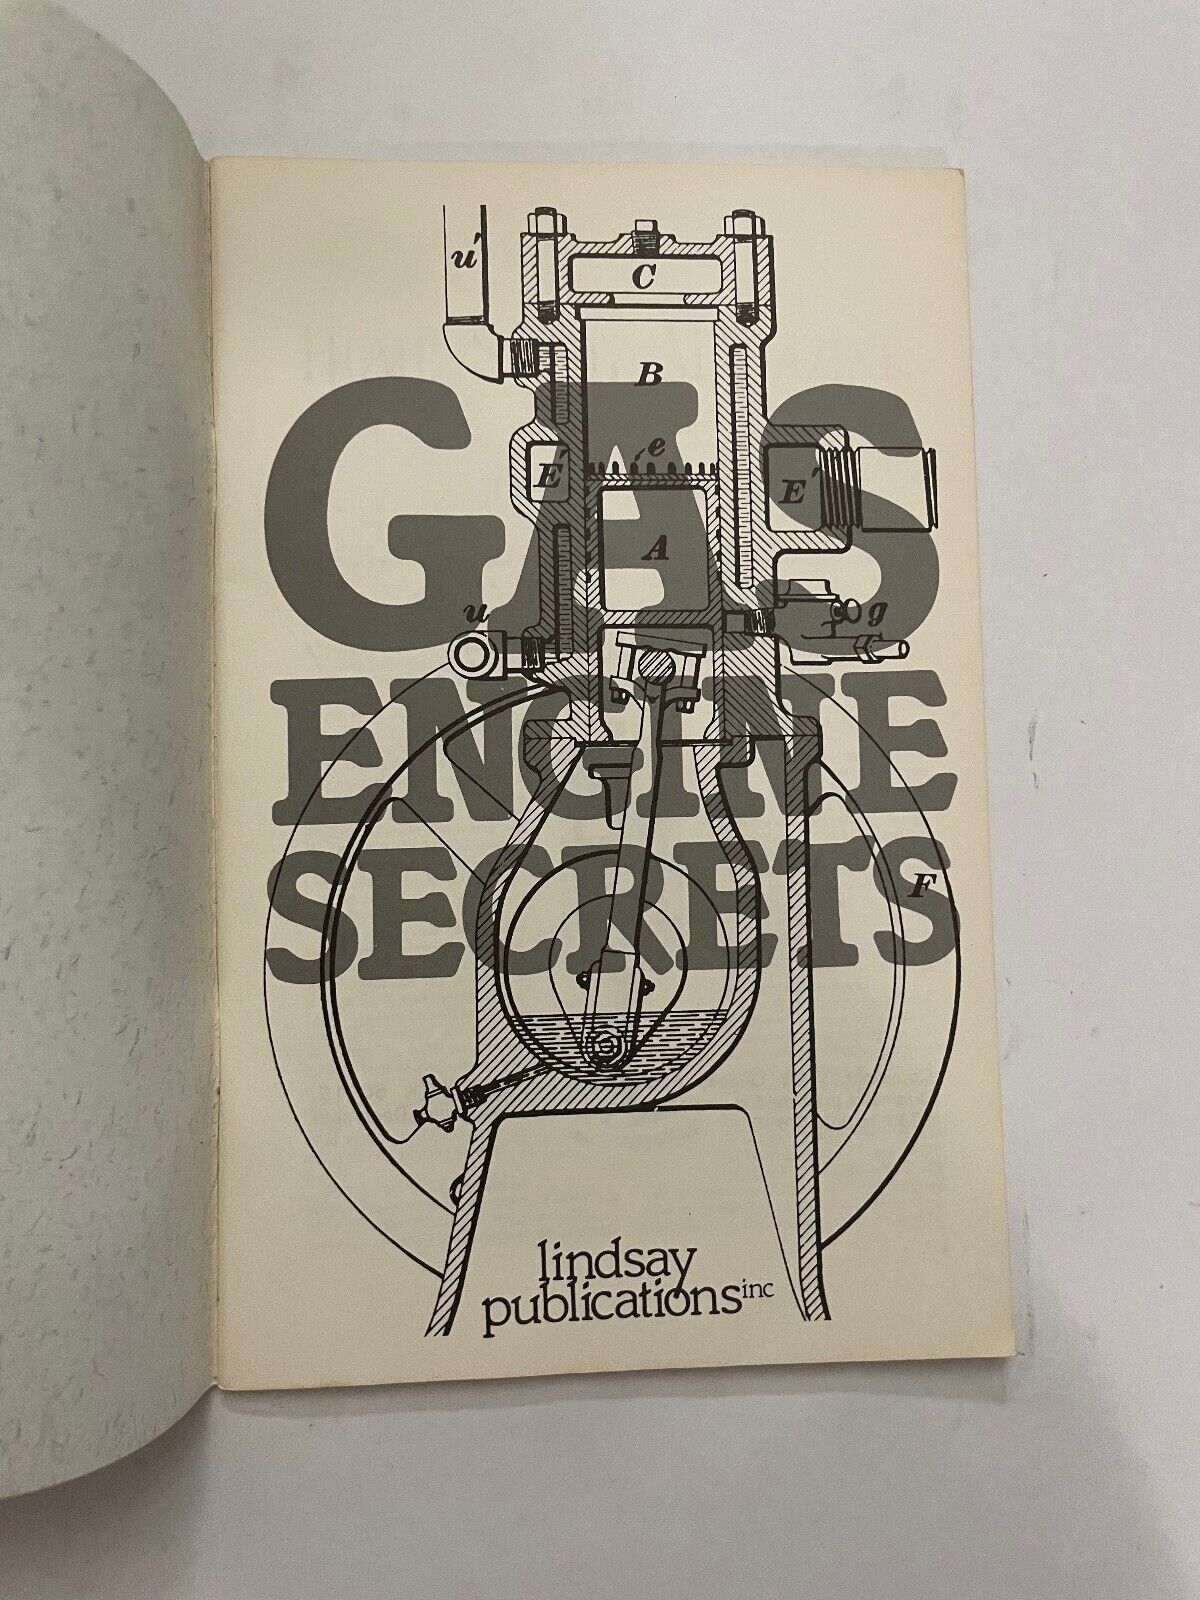 u'
C
B
e
E'
E'
A
u
g
GAS
ENGINE
SECRETS
F
lindsay
publications inc